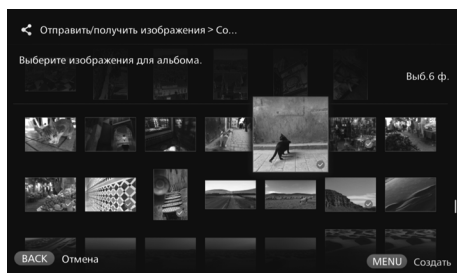 Отправить/получить изображения > Со...
Выберите изображения для альбома.
Выб.6 ф.
BACK Отмена
MENU Создать